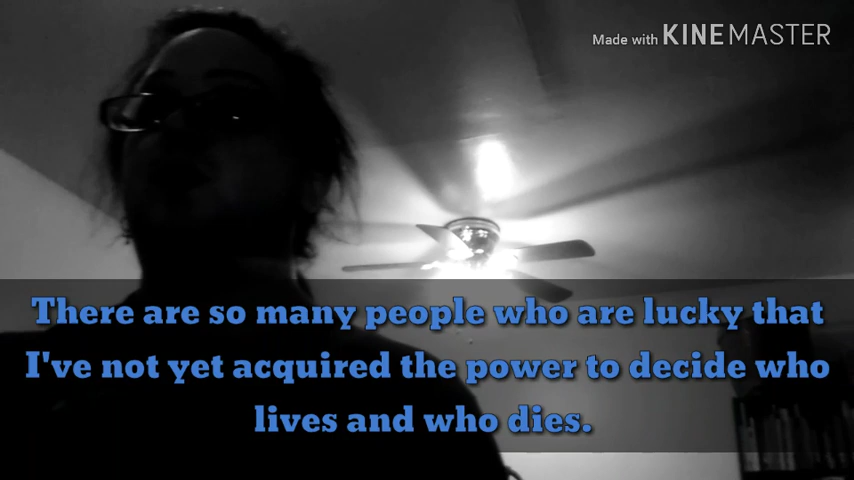 Made with KINEMASTER
There are so many people who are lucky that
I've not yet acquired the power to decide who
lives and who dies.